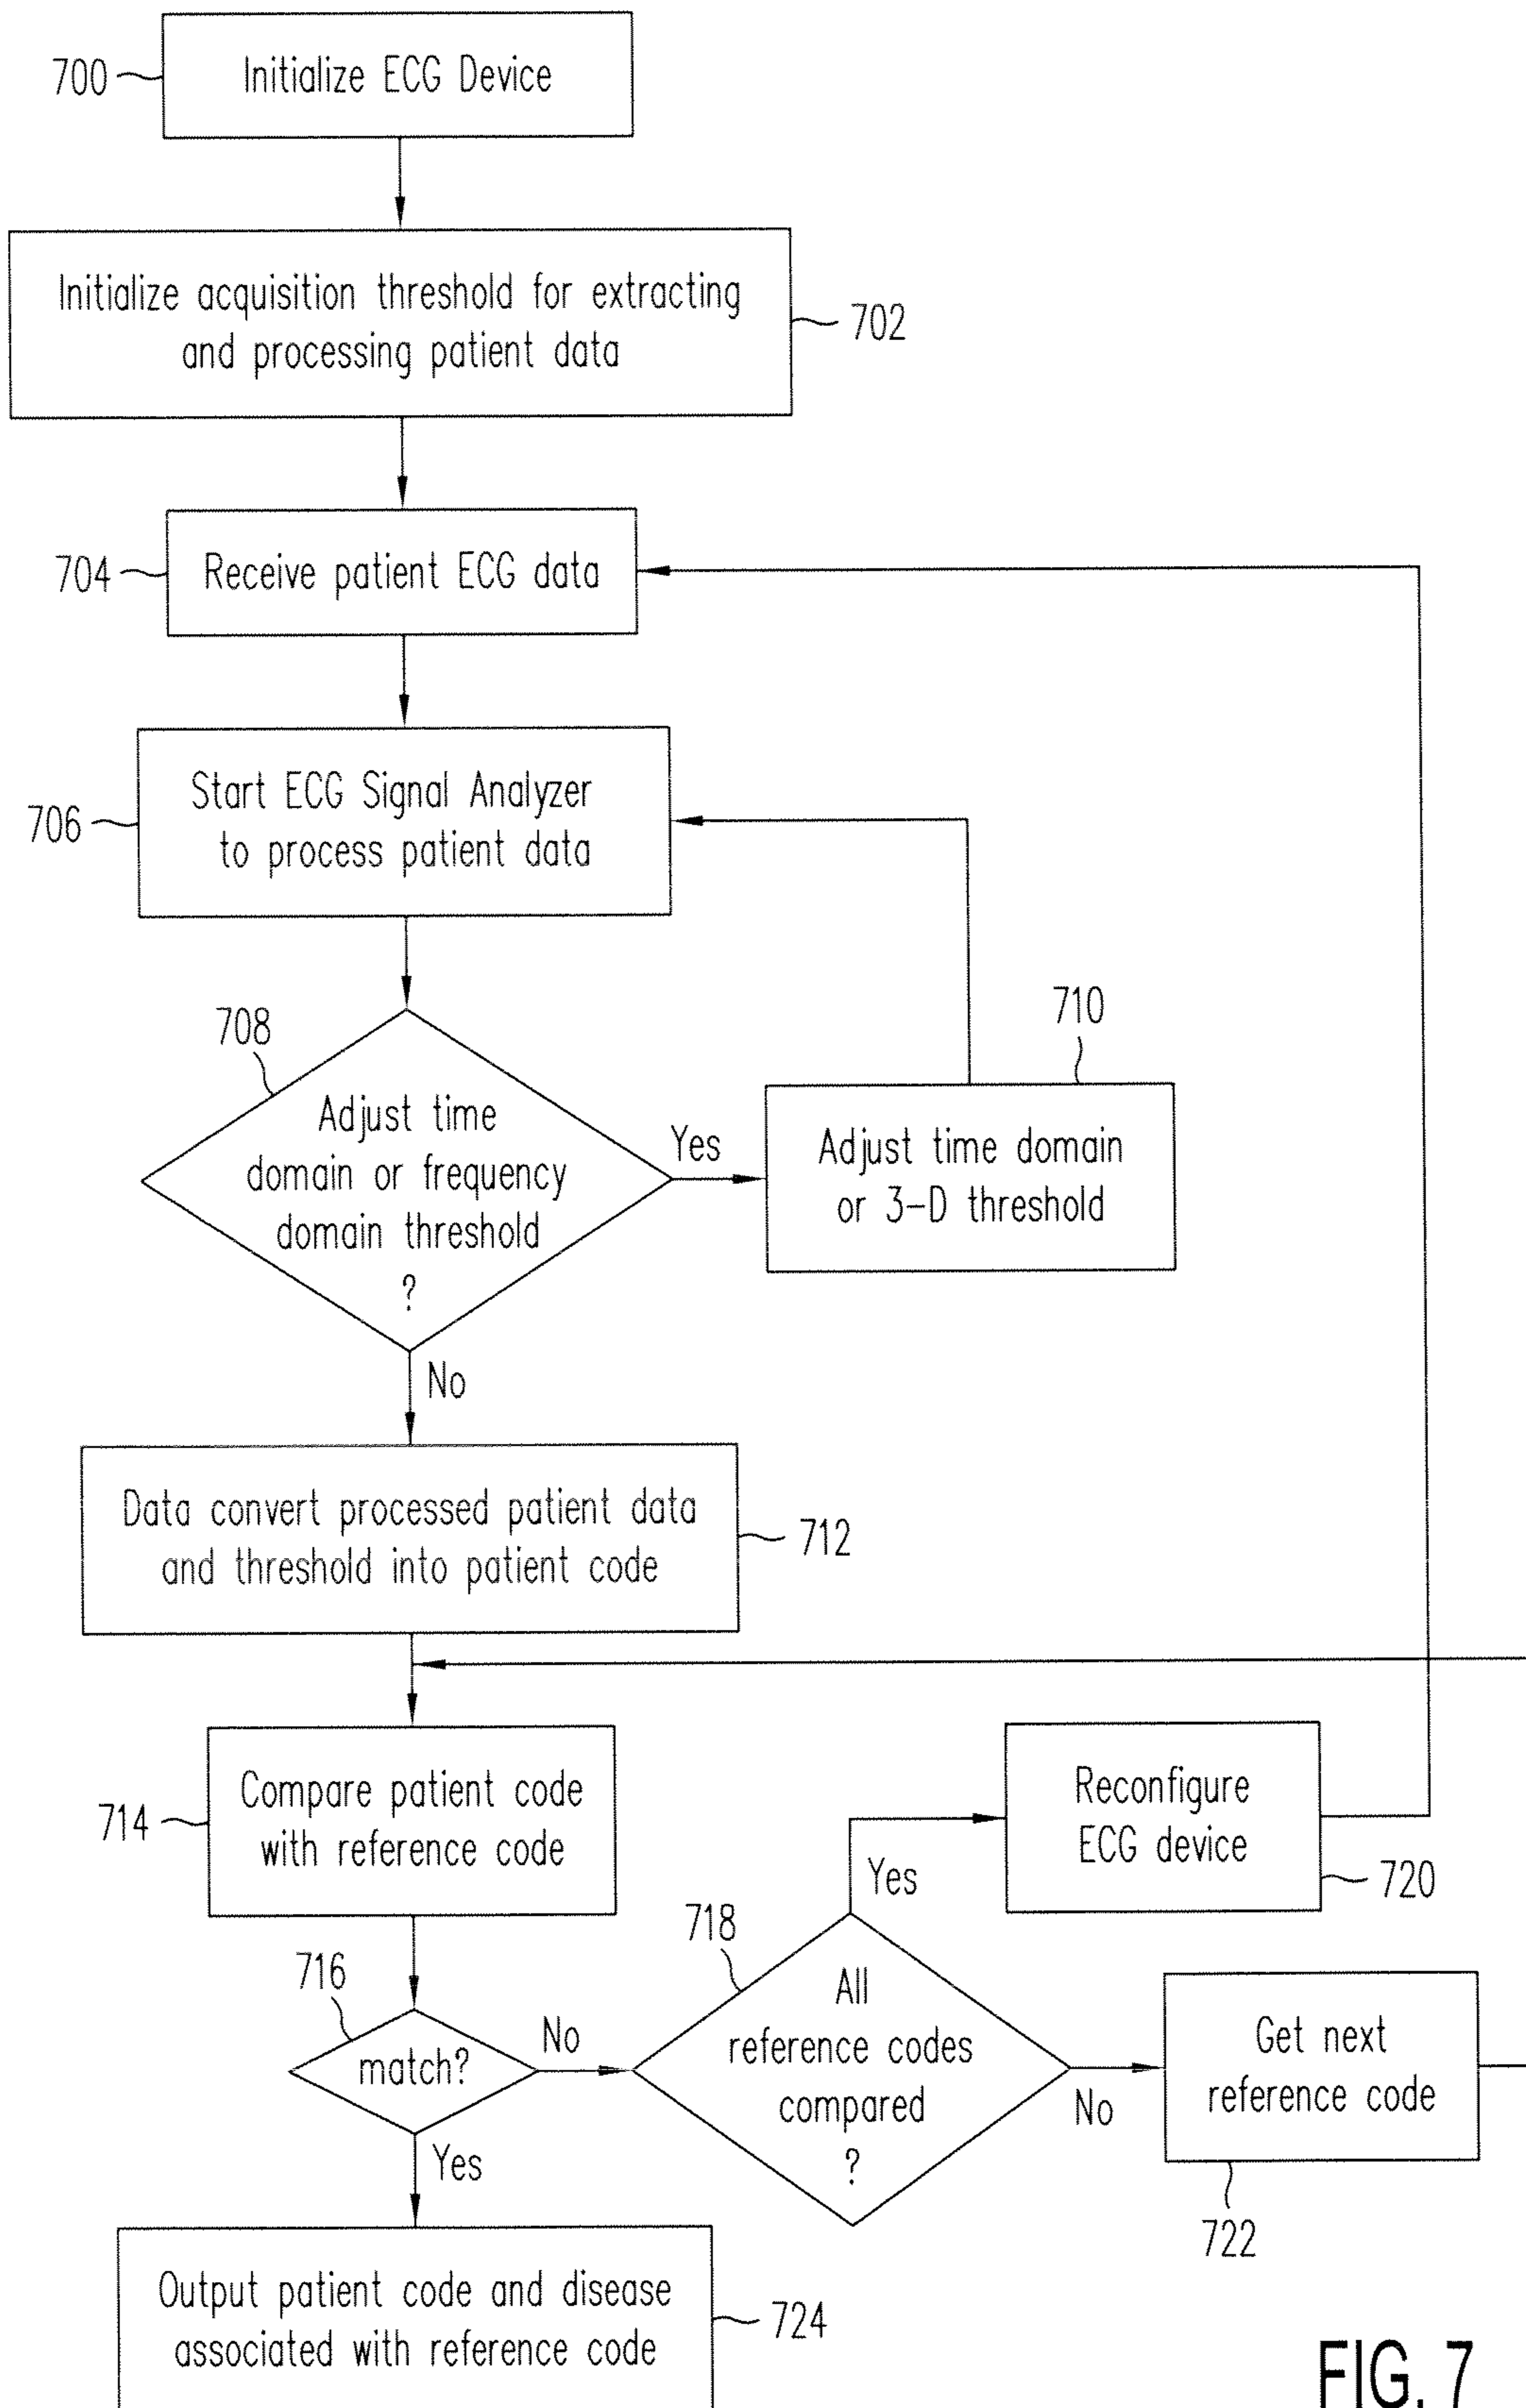 700
Initialize ECG Device
Initialize acquisition threshold for extracting
and processing patient data
702
704
Receive patient ECG data
706
Start ECG Signal Analyzer
to process patient data
708
Adjust time
domain or frequency
domain threshold
?
Yes
710
Adjust time domain
or 3-D threshold
No
Data convert processed patient data
and threshold into patient code
712
714
Compare patient code
with reference code
716
match?
No
718
All
reference codes
compared
?
Yes
Reconfigure
ECG device
720
No
Get next
reference code
722
Yes
Output patient code and disease
associated with reference code
724
FIG. 7